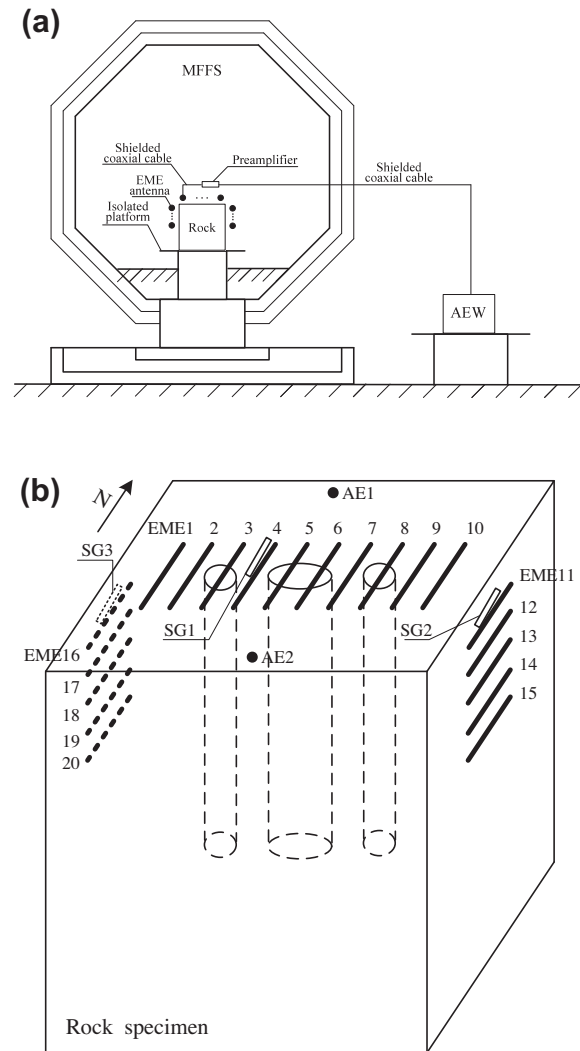 (a)
MFFS
Shielded
coaxial cable
Preamplifier
Shielded
coaxial cable
EME
antenna
Isolated
platform
Rock
AEW
(b)
N
AE1
EME1 2 3 4 5 6 7 8 9 10
SG3
EME11
12
SG1
SG2
13
AE2
EME16
14
17
15
18
19
20
Rock specimen